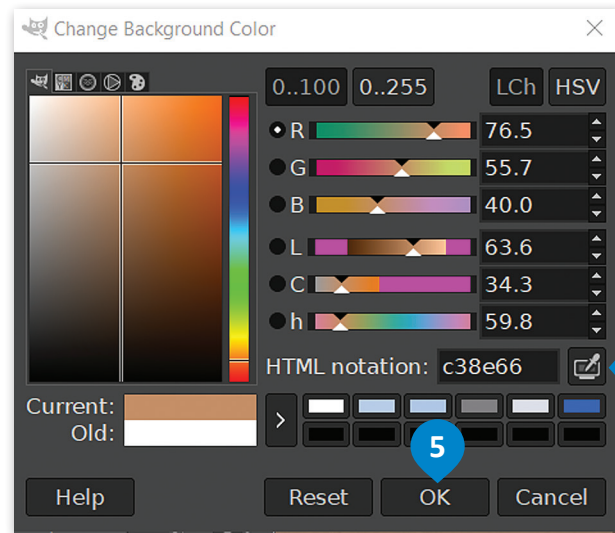 Change Background Color
0..100 0..255 LCh HSV
R 76.5
G 55.7
B 40.0
L 63.6
C 34.3
h 59.8
HTML notation: c38e66
Current:
Old:
>
5
Help Reset OK Cancel